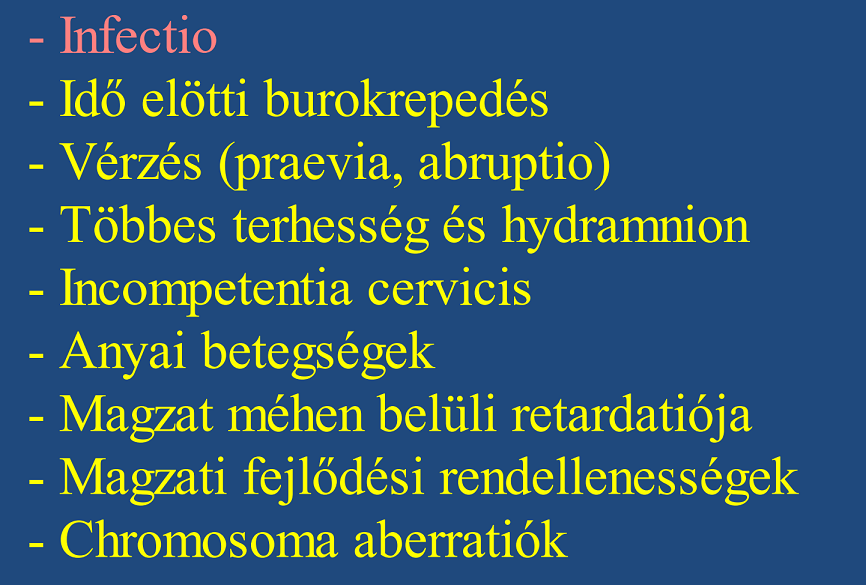 - Infectio
- Idő elötti burokrepedés
- Vérzés (praevia, abruptio)
- Többes terhesség és hydramnion
- Incompetentia cervicis
- Anyai betegségek
- Magzat méhen belüli retardatiója
- Magzati fejlődési rendellenességek
- Chromosoma aberratiók